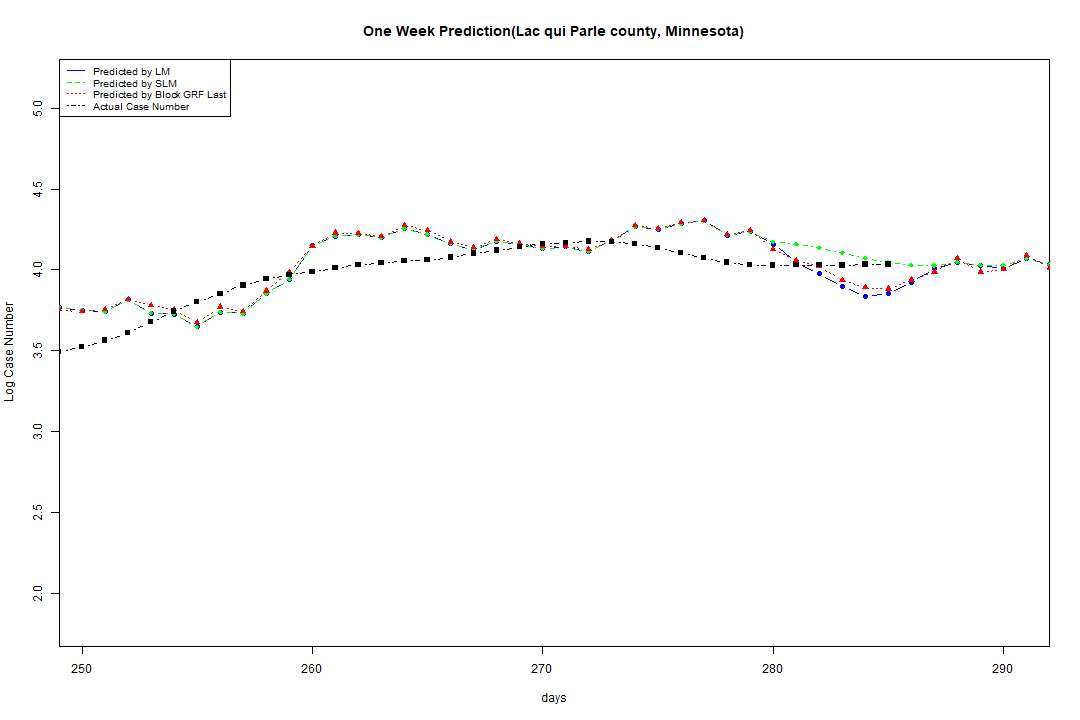 One Week Prediction(Lac qui Parle county, Minnesota)
Predicted by LM
Predicted by SLM
Predicted by Block GRF Last
Actual Case Number
5.0
4.5
4.0
3.5
3.0
2.5
2.0
Log Case Number
250 260 270 280 290
days